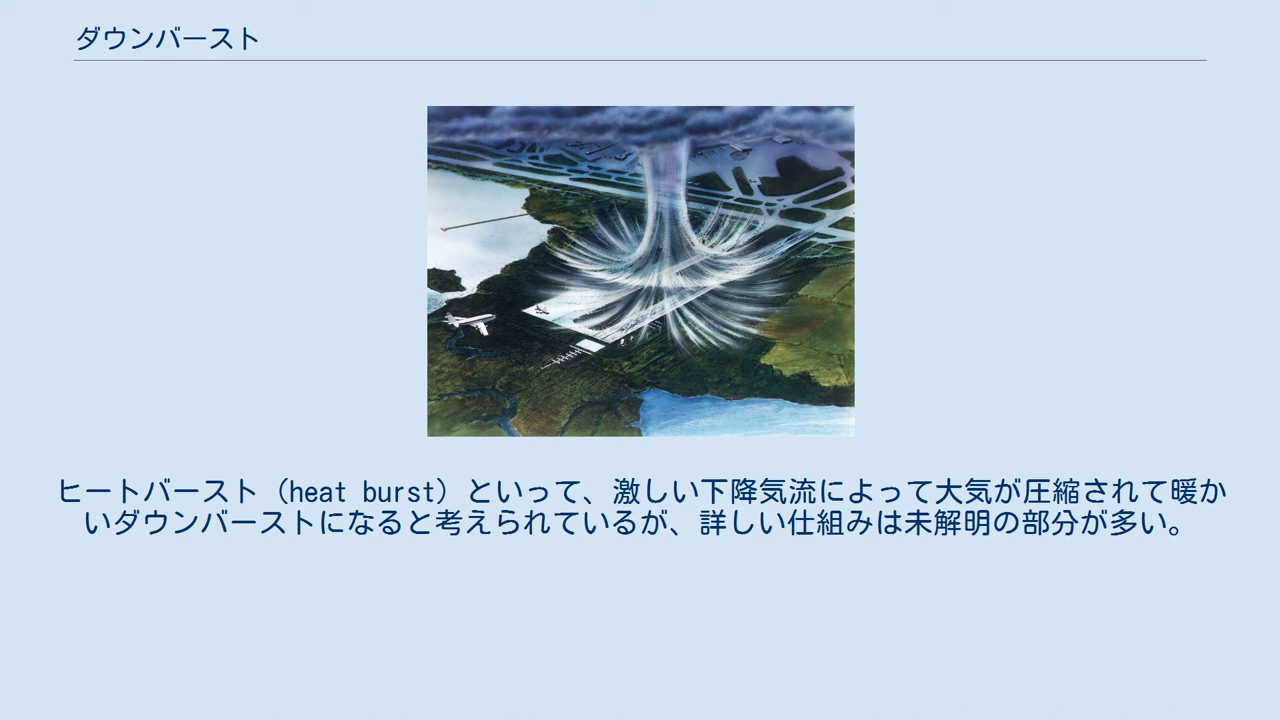 ダウンバースト
ヒートバースト（heat burst）といって、激しい下降気流によって大気が圧縮されて暖か
いダウンバーストになると考えられているが、詳しい仕組みは未解明の部分が多い。